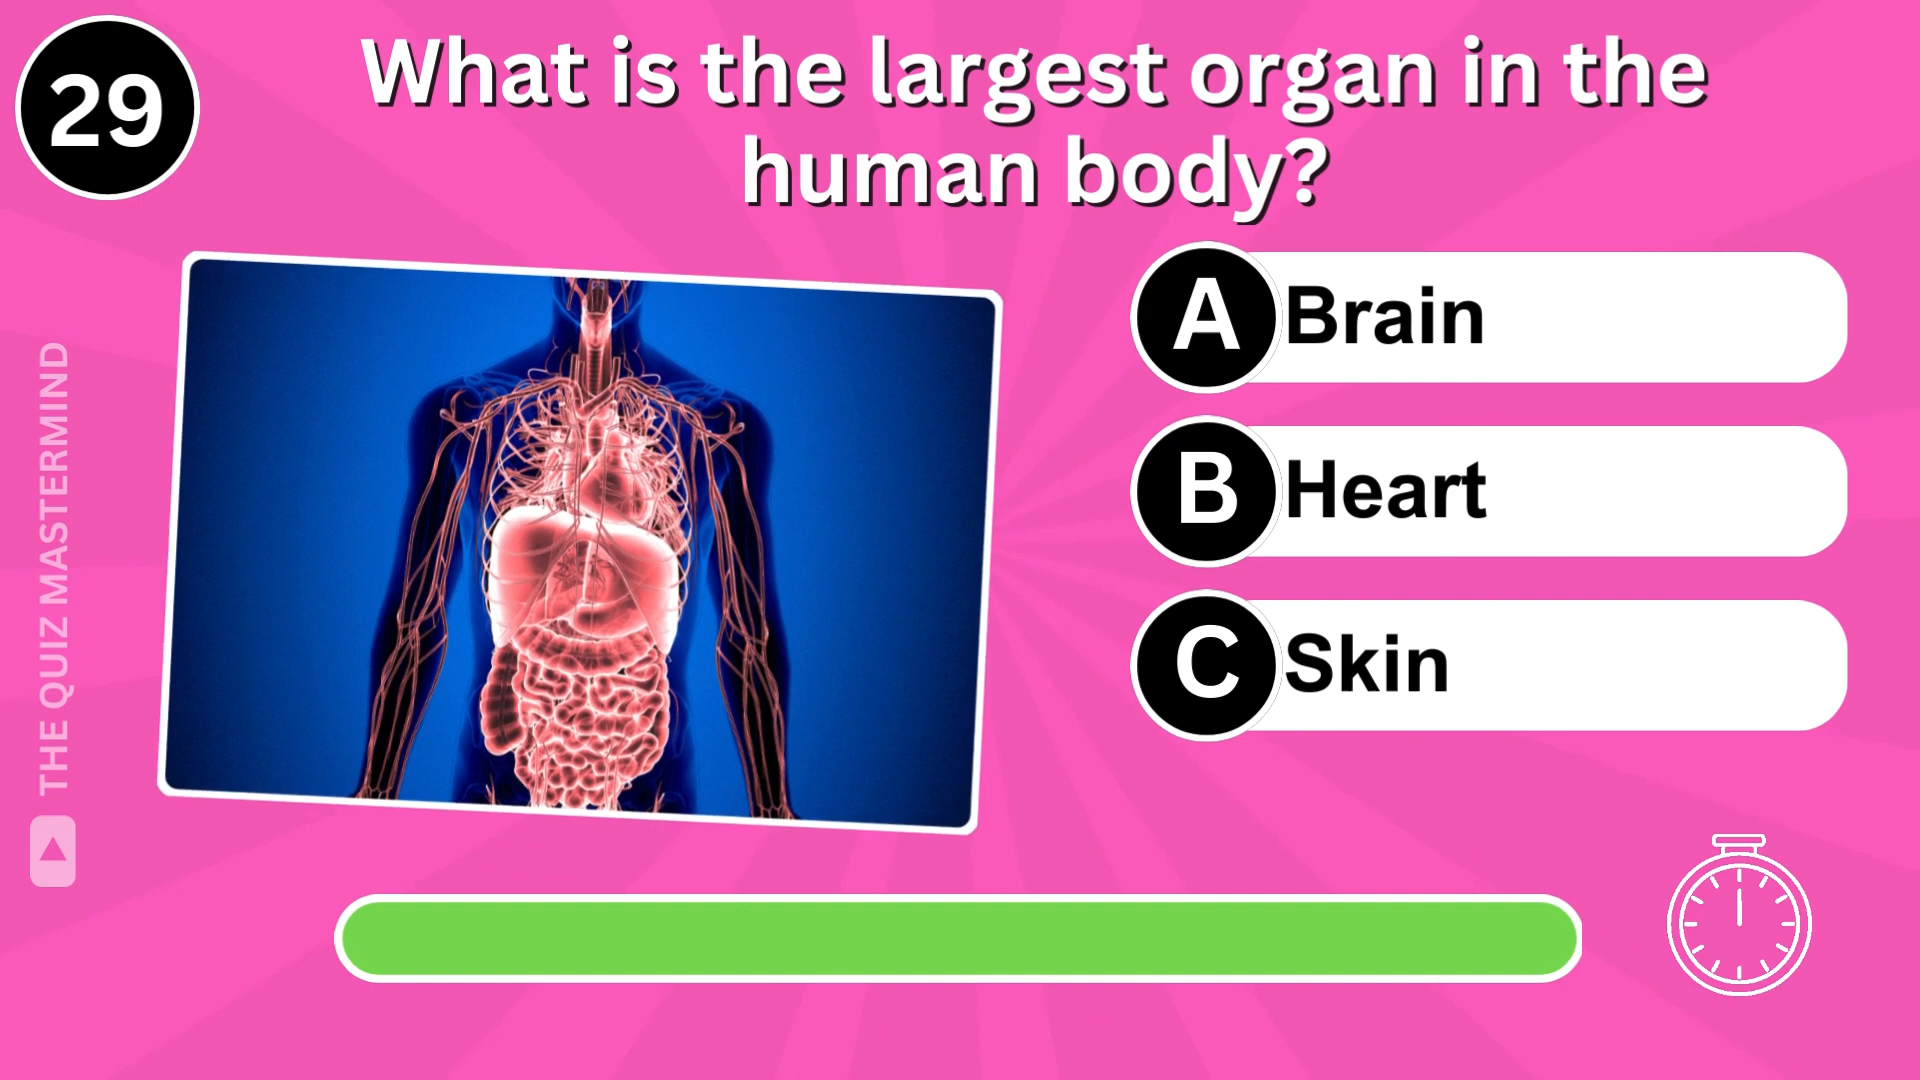 29
What is the largest organ in the
human body?
A Brain
B Heart
C Skin
THE QUIZ MASTERMIND